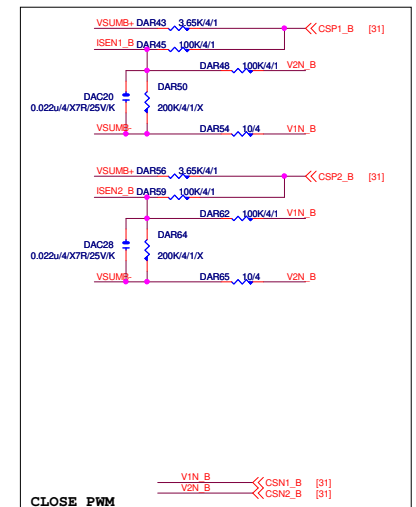 VSUMB+ DAR43 3.65K/4/1 CSP1_B [31]
ISEN1_B DAR45 100K/4/1
DAR48 100K/4/1 V2N_B
DAR50
DAC20
0.022u/4/X7R/25V/K 200K/4/1/X
VSUMB- DAR54 10/4 V1N_B
VSUMB+ DAR56 3.65K/4/1 CSP2_B [31]
ISEN2_B DAR59 100K/4/1
DAR62 100K/4/1 V1N_B
DAR64
DAC28
0.022u/4/X7R/25V/K 200K/4/1/X
VSUMB- DAR65 10/4 V2N_B
V1N_B CSN1_B [31]
V2N_B CSN2_B [31]
CLOSE PWM